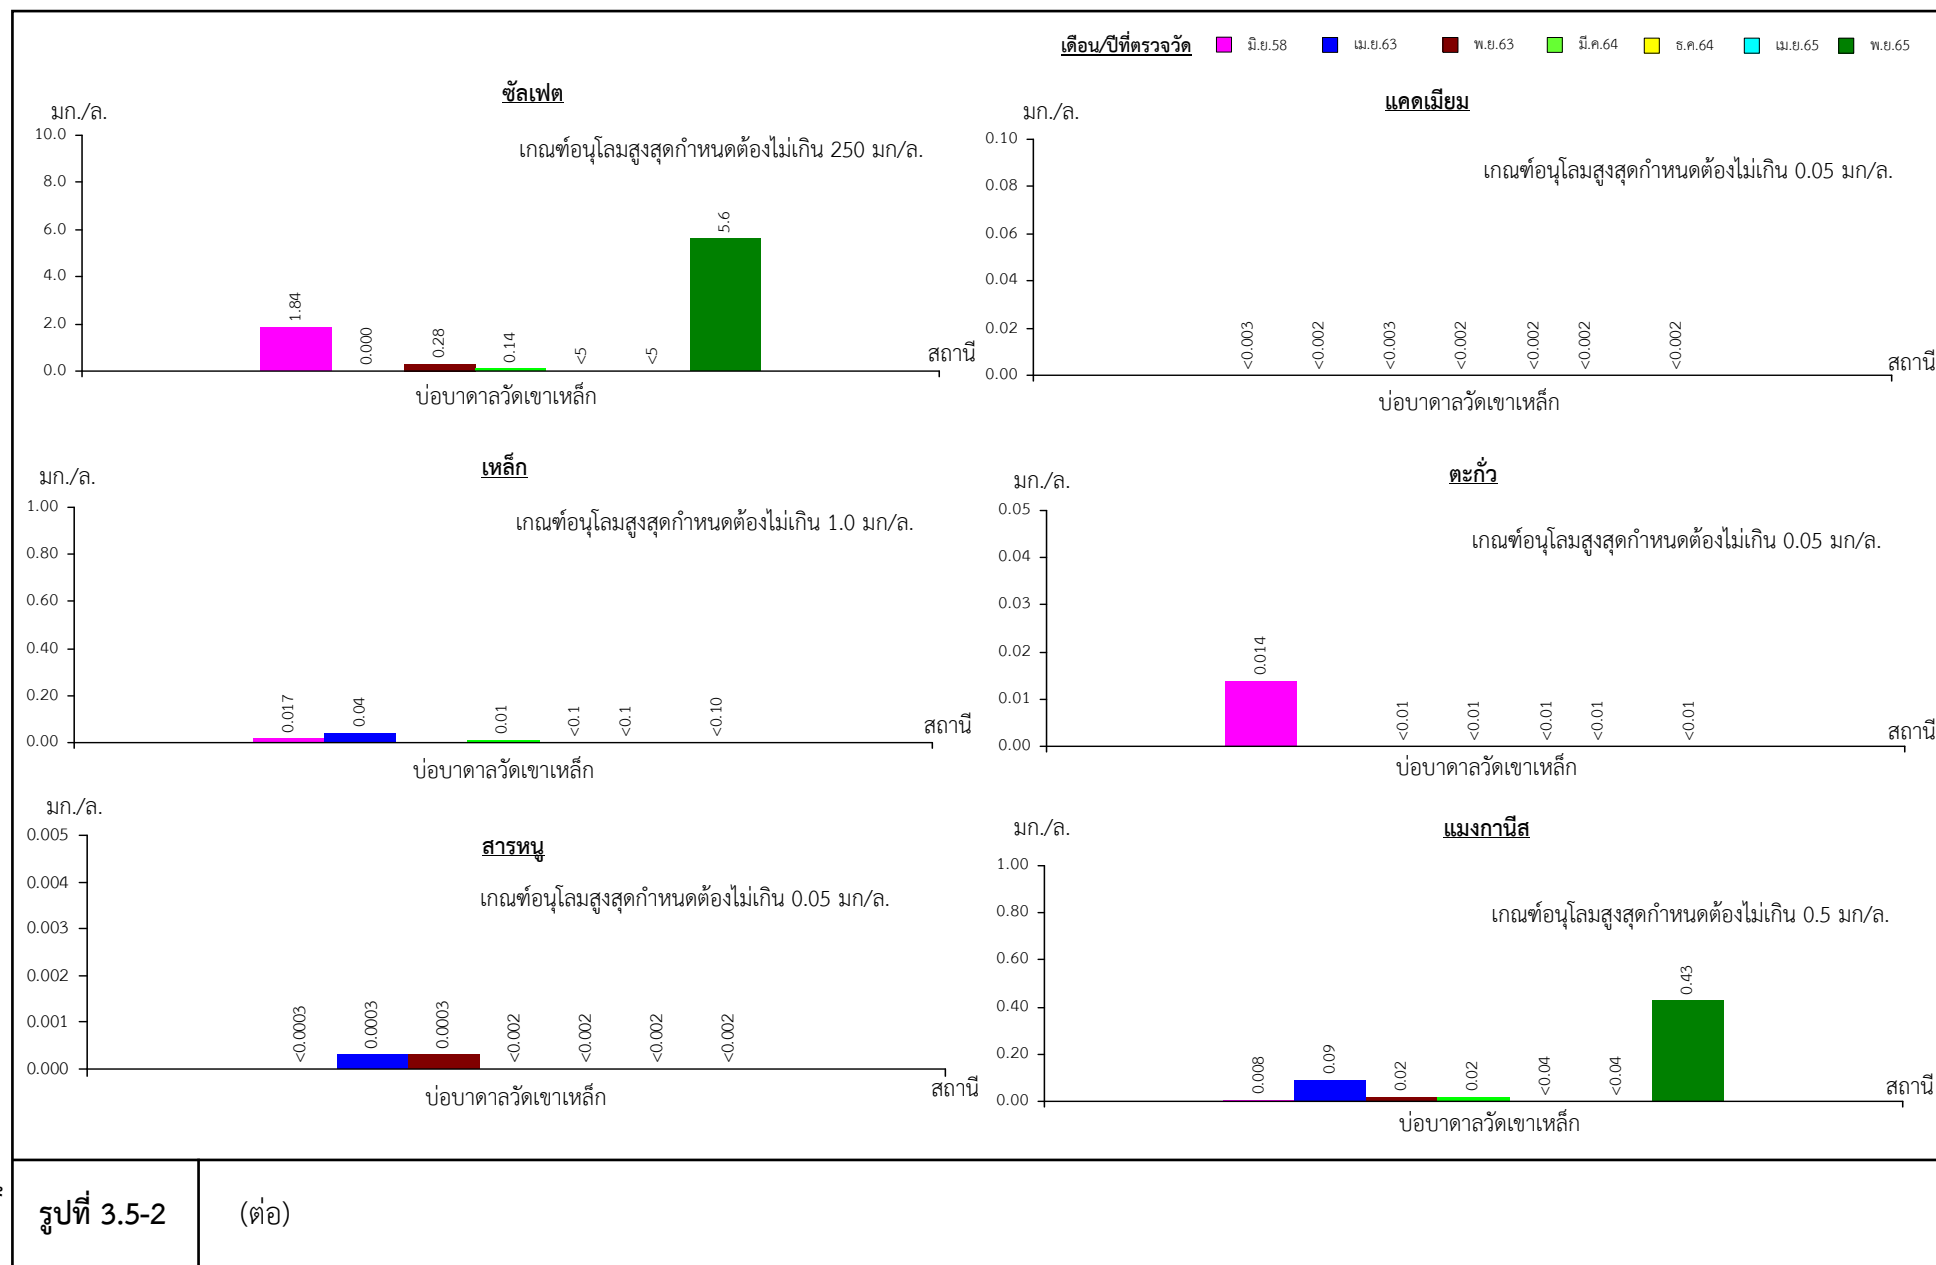 เดือน/ปีที่ตรวจวัด มิ.ย.58 เม.ย.63 พ.ย.63 มี.ค.64 ธ.ค.64 เม.ย.65 พ.ย.65
ซัลเฟต
มก./ล.
เกณฑ์อนุโลมสูงสุดกำหนดต้องไม่เกิน 250 มก/ล.
10.0
8.0
6.0
4.0
2.0
0.0
1.84 0.000 0.28 0.14 <5 <5 5.6
สถานี
บ่อบาดาลวัดเขาเหล็ก
แคดเมียม
มก./ล.
เกณฑ์อนุโลมสูงสุดกำหนดต้องไม่เกิน 0.05 มก/ล.
0.10
0.08
0.06
0.04
0.02
0.00
<0.003 <0.002 <0.003 <0.002 <0.002 <0.002 <0.002
สถานี
บ่อบาดาลวัดเขาเหล็ก
เหล็ก
มก./ล.
เกณฑ์อนุโลมสูงสุดกำหนดต้องไม่เกิน 1.0 มก/ล.
1.00
0.80
0.60
0.40
0.20
0.00
0.017 0.04 0.01 <0.1 <0.1 <0.10
สถานี
บ่อบาดาลวัดเขาเหล็ก
ตะกั่ว
มก./ล.
เกณฑ์อนุโลมสูงสุดกำหนดต้องไม่เกิน 0.05 มก/ล.
0.05
0.04
0.03
0.02
0.01
0.00
0.014 <0.01 <0.01 <0.01 <0.01 <0.01
สถานี
บ่อบาดาลวัดเขาเหล็ก
มก./ล.
สารหนู
เกณฑ์อนุโลมสูงสุดกำหนดต้องไม่เกิน 0.05 มก/ล.
0.005
0.004
0.003
0.002
0.001
0.000
<0.0003 0.0003 0.0003 <0.002 <0.002 <0.002 <0.002
สถานี
บ่อบาดาลวัดเขาเหล็ก
แมงกานีส
มก./ล.
เกณฑ์อนุโลมสูงสุดกำหนดต้องไม่เกิน 0.5 มก/ล.
1.00
0.80
0.60
0.40
0.20
0.00
0.008 0.09 0.02 0.02 <0.04 <0.04 0.43
สถานี
บ่อบาดาลวัดเขาเหล็ก
รูปที่ 3.5-2 (ต่อ)